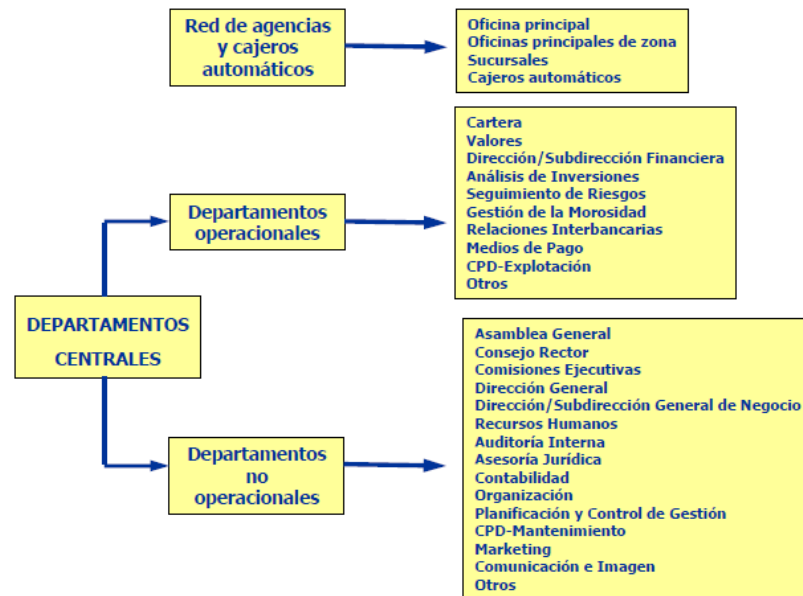 Red de agencias
y cajeros
automáticos
Oficina principal
Oficinas principales de zona
Sucursales
Cajeros automáticos
Departamentos
operacionales
Cartera
Valores
Dirección/Subdirección Financiera
Análisis de Inversiones
Seguimiento de Riesgos
Gestión de la Morosidad
Relaciones Interbancarias
Medios de Pago
CPD-Explotación
Otros
DEPARTAMENTOS
CENTRALES
Departamentos
no
operacionales
Asamblea General
Consejo Rector
Comisiones Ejecutivas
Dirección General
Dirección/Subdirección General de Negocio
Recursos Humanos
Auditoría Interna
Asesoría Jurídica
Contabilidad
Organización
Planificación y Control de Gestión
CPD-Mantenimiento
Marketing
Comunicación e Imagen
Otros